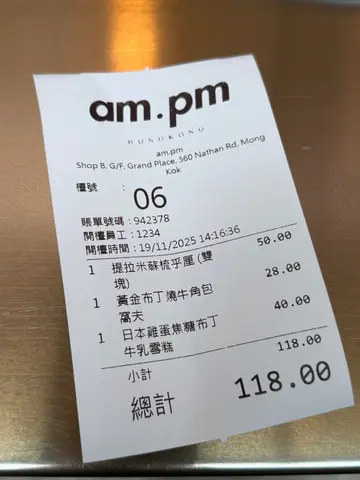 am.pm
HONGKONG
am.pm
Shop B, G/F, Grand Place, 560 Nathan Rd, Mong
Kok
檯號 :
06
賬單號碼 : 942378
開檯員工 : 1234
開檯時間 : 19/11/2025 14:16:36
1 提拉米蘇梳乎厘 (雙 50.00
塊)
1 黃金布丁燒牛角包 28.00
窩夫
1 日本雞蛋焦糖布丁 40.00
牛乳雪糕
小計 118.00
總計 118.00